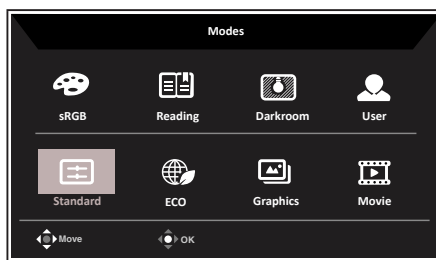 Modes
sRGB Reading Darkroom User
Standard ECO Graphics Movie
Move OK